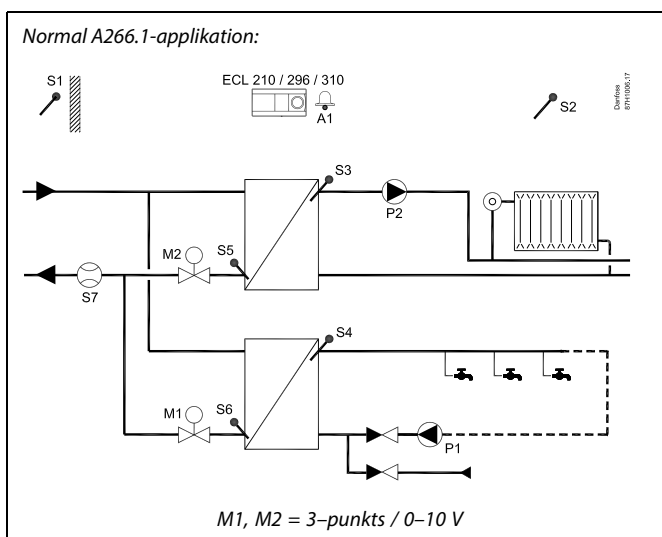 Normal A266.1-applikation:
S1
ECL 210 / 296 / 310
A1
S2
Danfoss
87H1006.17
S3
P2
M2
S5
S7
S4
M1
S6
P1
M1, M2 = 3–punkts / 0–10 V